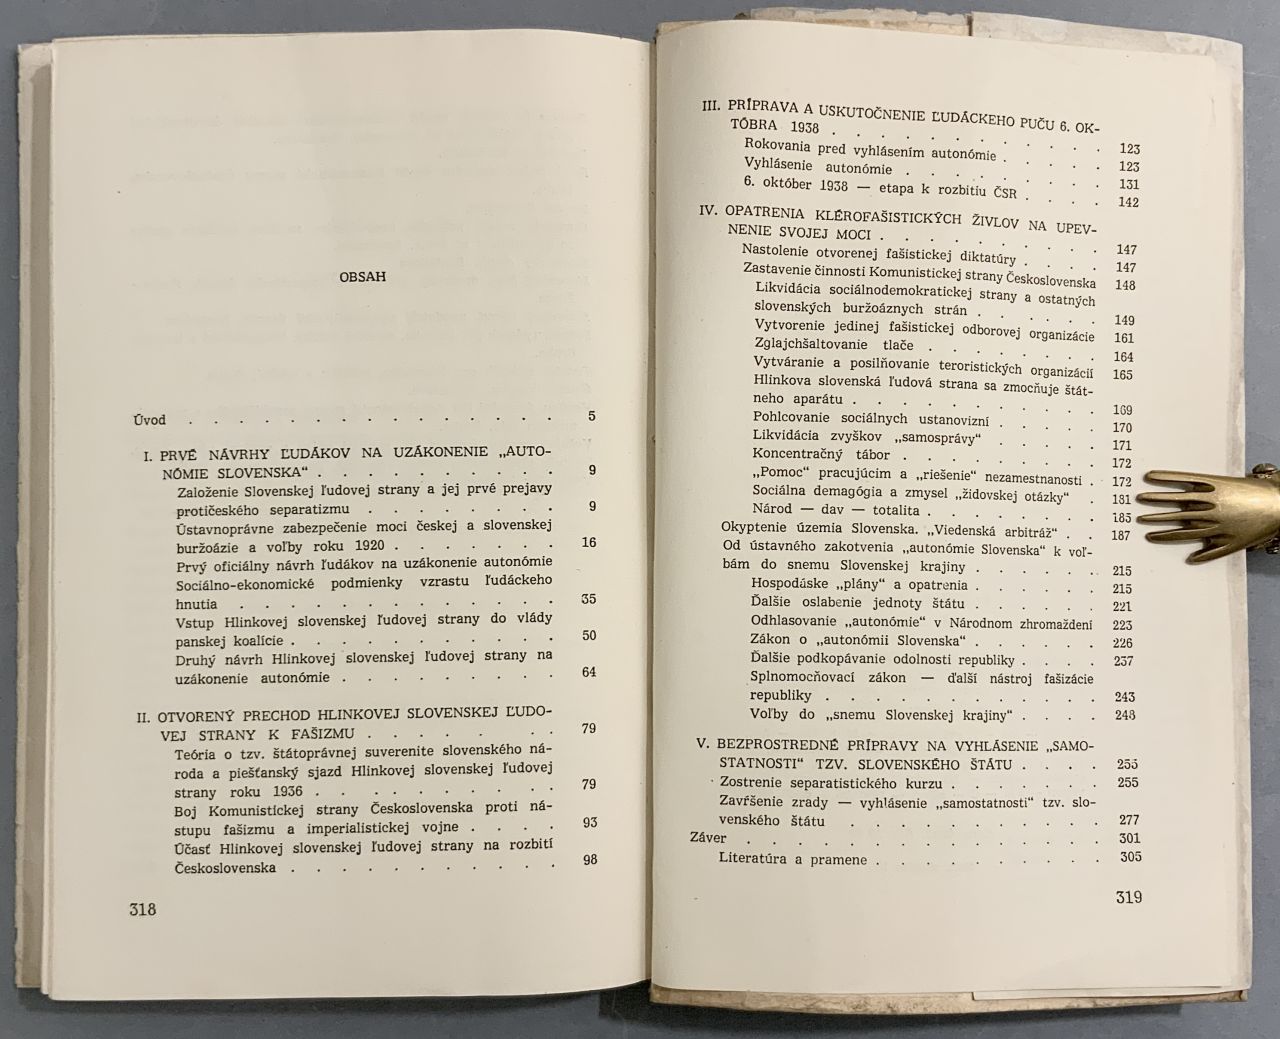 OBSAH
Úvod . . . . . . . . . . . . . . 5
I. PRVÉ NÁVRHY ĽUDÁKOV NA UZÁKONENIE „AUTO-
NÓMIE SLOVENSKA“ . . . . . . . . . . 9
Založenie Slovenskej ľudovej strany a jej prvé prejavy
protičeského separatizmu . . . . . . . . 9
Ústavnoprávne zabezpečenie moci českej a slovenskej
buržoázie a voľby roku 1920 . . . . . . . 16
Prvý oficiálny návrh ľudákov na uzákonenie autonómie
Sociálno-ekonomické podmienky vzrastu ľudáckeho
hnutia . . . . . . . . . . . . . 35
Vstup Hlinkovej slovenskej ľudovej strany do vlády
panskej koalície . . . . . . . . . . . 50
Druhý návrh Hlinkovej slovenskej ľudovej strany na
uzákonenie autonómie . . . . . . . . . 64
II. OTVORENÝ PRECHOD HLINKOVEJ SLOVENSKEJ ĽUDO-
VEJ STRANY K FAŠIZMU . . . . . . . 79
Teória o tzv. štátoprávnej suverenite slovenského ná-
roda a piešťanský sjazd Hlinkovej slovenskej ľudovej
strany roku 1936 . . . . . . . . . . 79
Boj Komunistickej strany Československa proti ná-
stupu fašizmu a imperialistickej vojne . . . . 93
Účasť Hlinkovej slovenskej ľudovej strany na rozbití
Československa . . . . . . . . . . . 98
318
III. PRÍPRAVA A USKUTOČNENIE ĽUDÁCKEHO PUČU 6. OK-
TÓBRA 1938 . . . . . . . . . . . 123
Rokovania pred vyhlásením autonómie . . . . 123
Vyhlásenie autonómie . . . . . . . . . 131
6. október 1938 — etapa k rozbitiu ČSR . . . . 142
IV. OPATRENIA KLÉROFAŠISTICKÝCH ŽIVLOV NA UPEV-
NENIE SVOJEJ MOCI . . . . . . . . . 147
Nastolenie otvorenej fašistickej diktatúry . . . . 147
Zastavenie činnosti Komunistickej strany Československa 148
Likvidácia sociálnodemokratickej strany a ostatných
slovenských buržoáznych strán . . . . . . 149
Vytvorenie jedinej fašistickej odborovej organizácie 161
Zglajchšaltovanie tlače . . . . . . . . 164
Vytváranie a posilňovanie teroristických organizácií 165
Hlinkova slovenská ľudová strana sa zmocňuje štát-
neho aparátu . . . . . . . . . . . 169
Pohlcovanie sociálnych ustanovizní . . . . . 170
Likvidácia zvyškov „samosprávy“ . . . . . 171
Koncentračný tábor . . . . . . . . . 172
„Pomoc“ pracujúcim a „riešenie“ nezamestnanosti . 172
Sociálna demagógia a zmysel „židovskej otázky“ . 181
Národ — dav — totalita . . . . . . . . 185
Okyptenie územia Slovenska. „Viedenská arbitráž“ . . 187
Od ústavného zakotvenia „autonómie Slovenska“ k voľ-
bám do snemu Slovenskej krajiny . . . . . . 215
Hospodáske „plány“ a opatrenia . . . . . . 215
Ďalšie oslabenie jednoty štátu . . . . . . 221
Odhlasovanie „autonómie“ v Národnom zhromaždení 223
Zákon o „autonómii Slovenska“ . . . . . . 226
Ďalšie podkopávanie odolnosti republiky . . . . 237
Splnomocňovací zákon — ďalší nástroj fašizácie
republiky . . . . . . . . . . . . 243
Voľby do „snemu Slovenskej krajiny“ . . . . 248
V. BEZPROSTREDNÉ PRÍPRAVY NA VYHLÁSENIE „SAMO-
STATNOSTI“ TZV. SLOVENSKÉHO ŠTÁTU . . . . 255
Zostrenie separatistického kurzu . . . . . . . 255
Zavŕšenie zrady — vyhlásenie „samostatnosti“ tzv. slo-
venského štátu . . . . . . . . . . . 277
Záver . . . . . . . . . . . . . . . 301
Literatúra a pramene . . . . . . . . . . 305
319